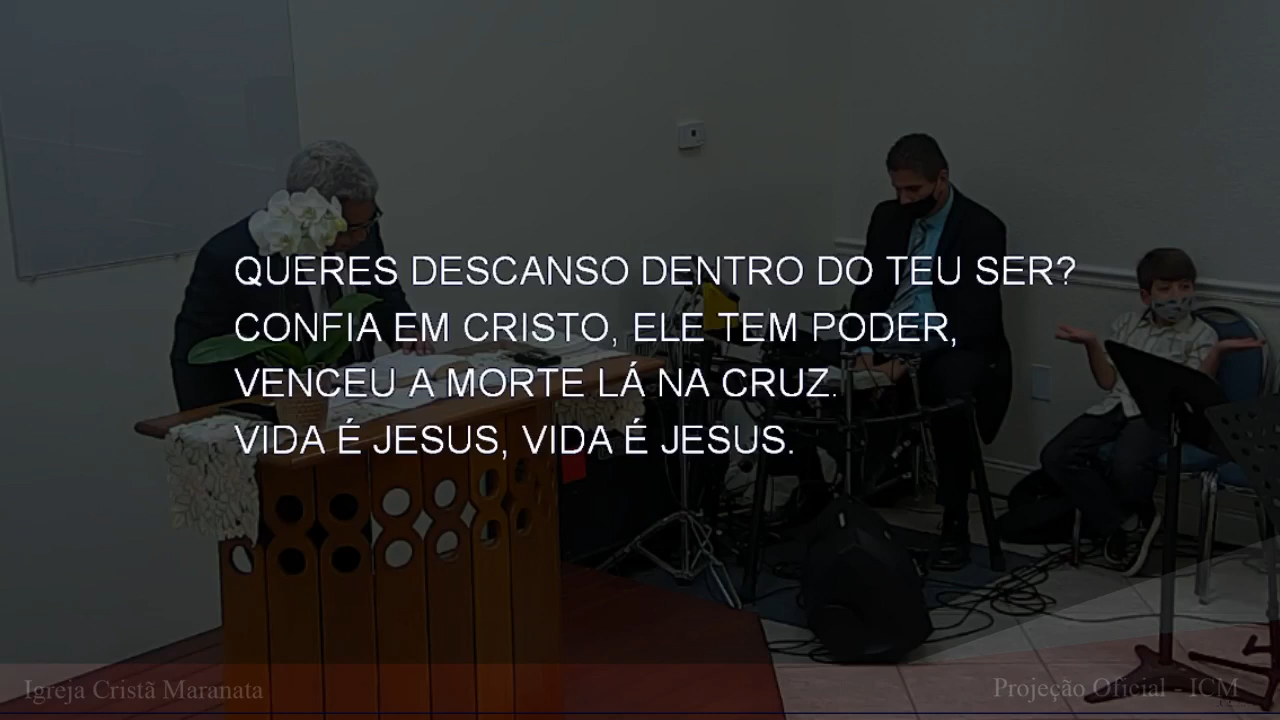 QUERES DESCANSO DENTRO DO TEU SER?
CONFIA EM CRISTO, ELE TEM PODER,
VENCEU A MORTE LÁ NA CRUZ.
VIDA É JESUS, VIDA É JESUS.
Igreja Cristã Maranata
Projeção Oficial - ICM